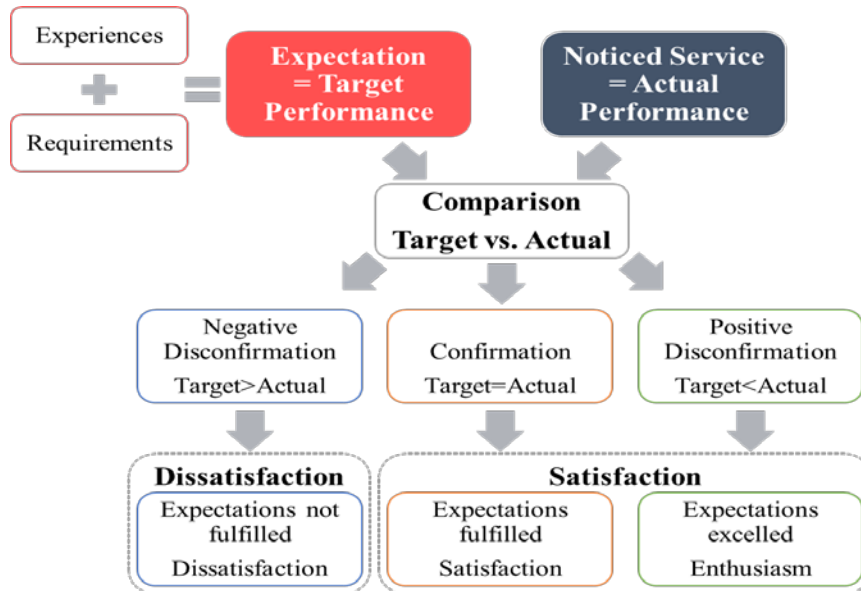 Experiences
Requirements
Expectation
= Target
Performance
Noticed Service
= Actual
Performance
Comparison
Target vs. Actual
Negative
Disconfirmation
Target>Actual
Confirmation
Target=Actual
Positive
Disconfirmation
Target<Actual
Dissatisfaction
Expectations not
fulfilled
Dissatisfaction
Satisfaction
Expectations
fulfilled
Satisfaction
Expectations
excelled
Enthusiasm